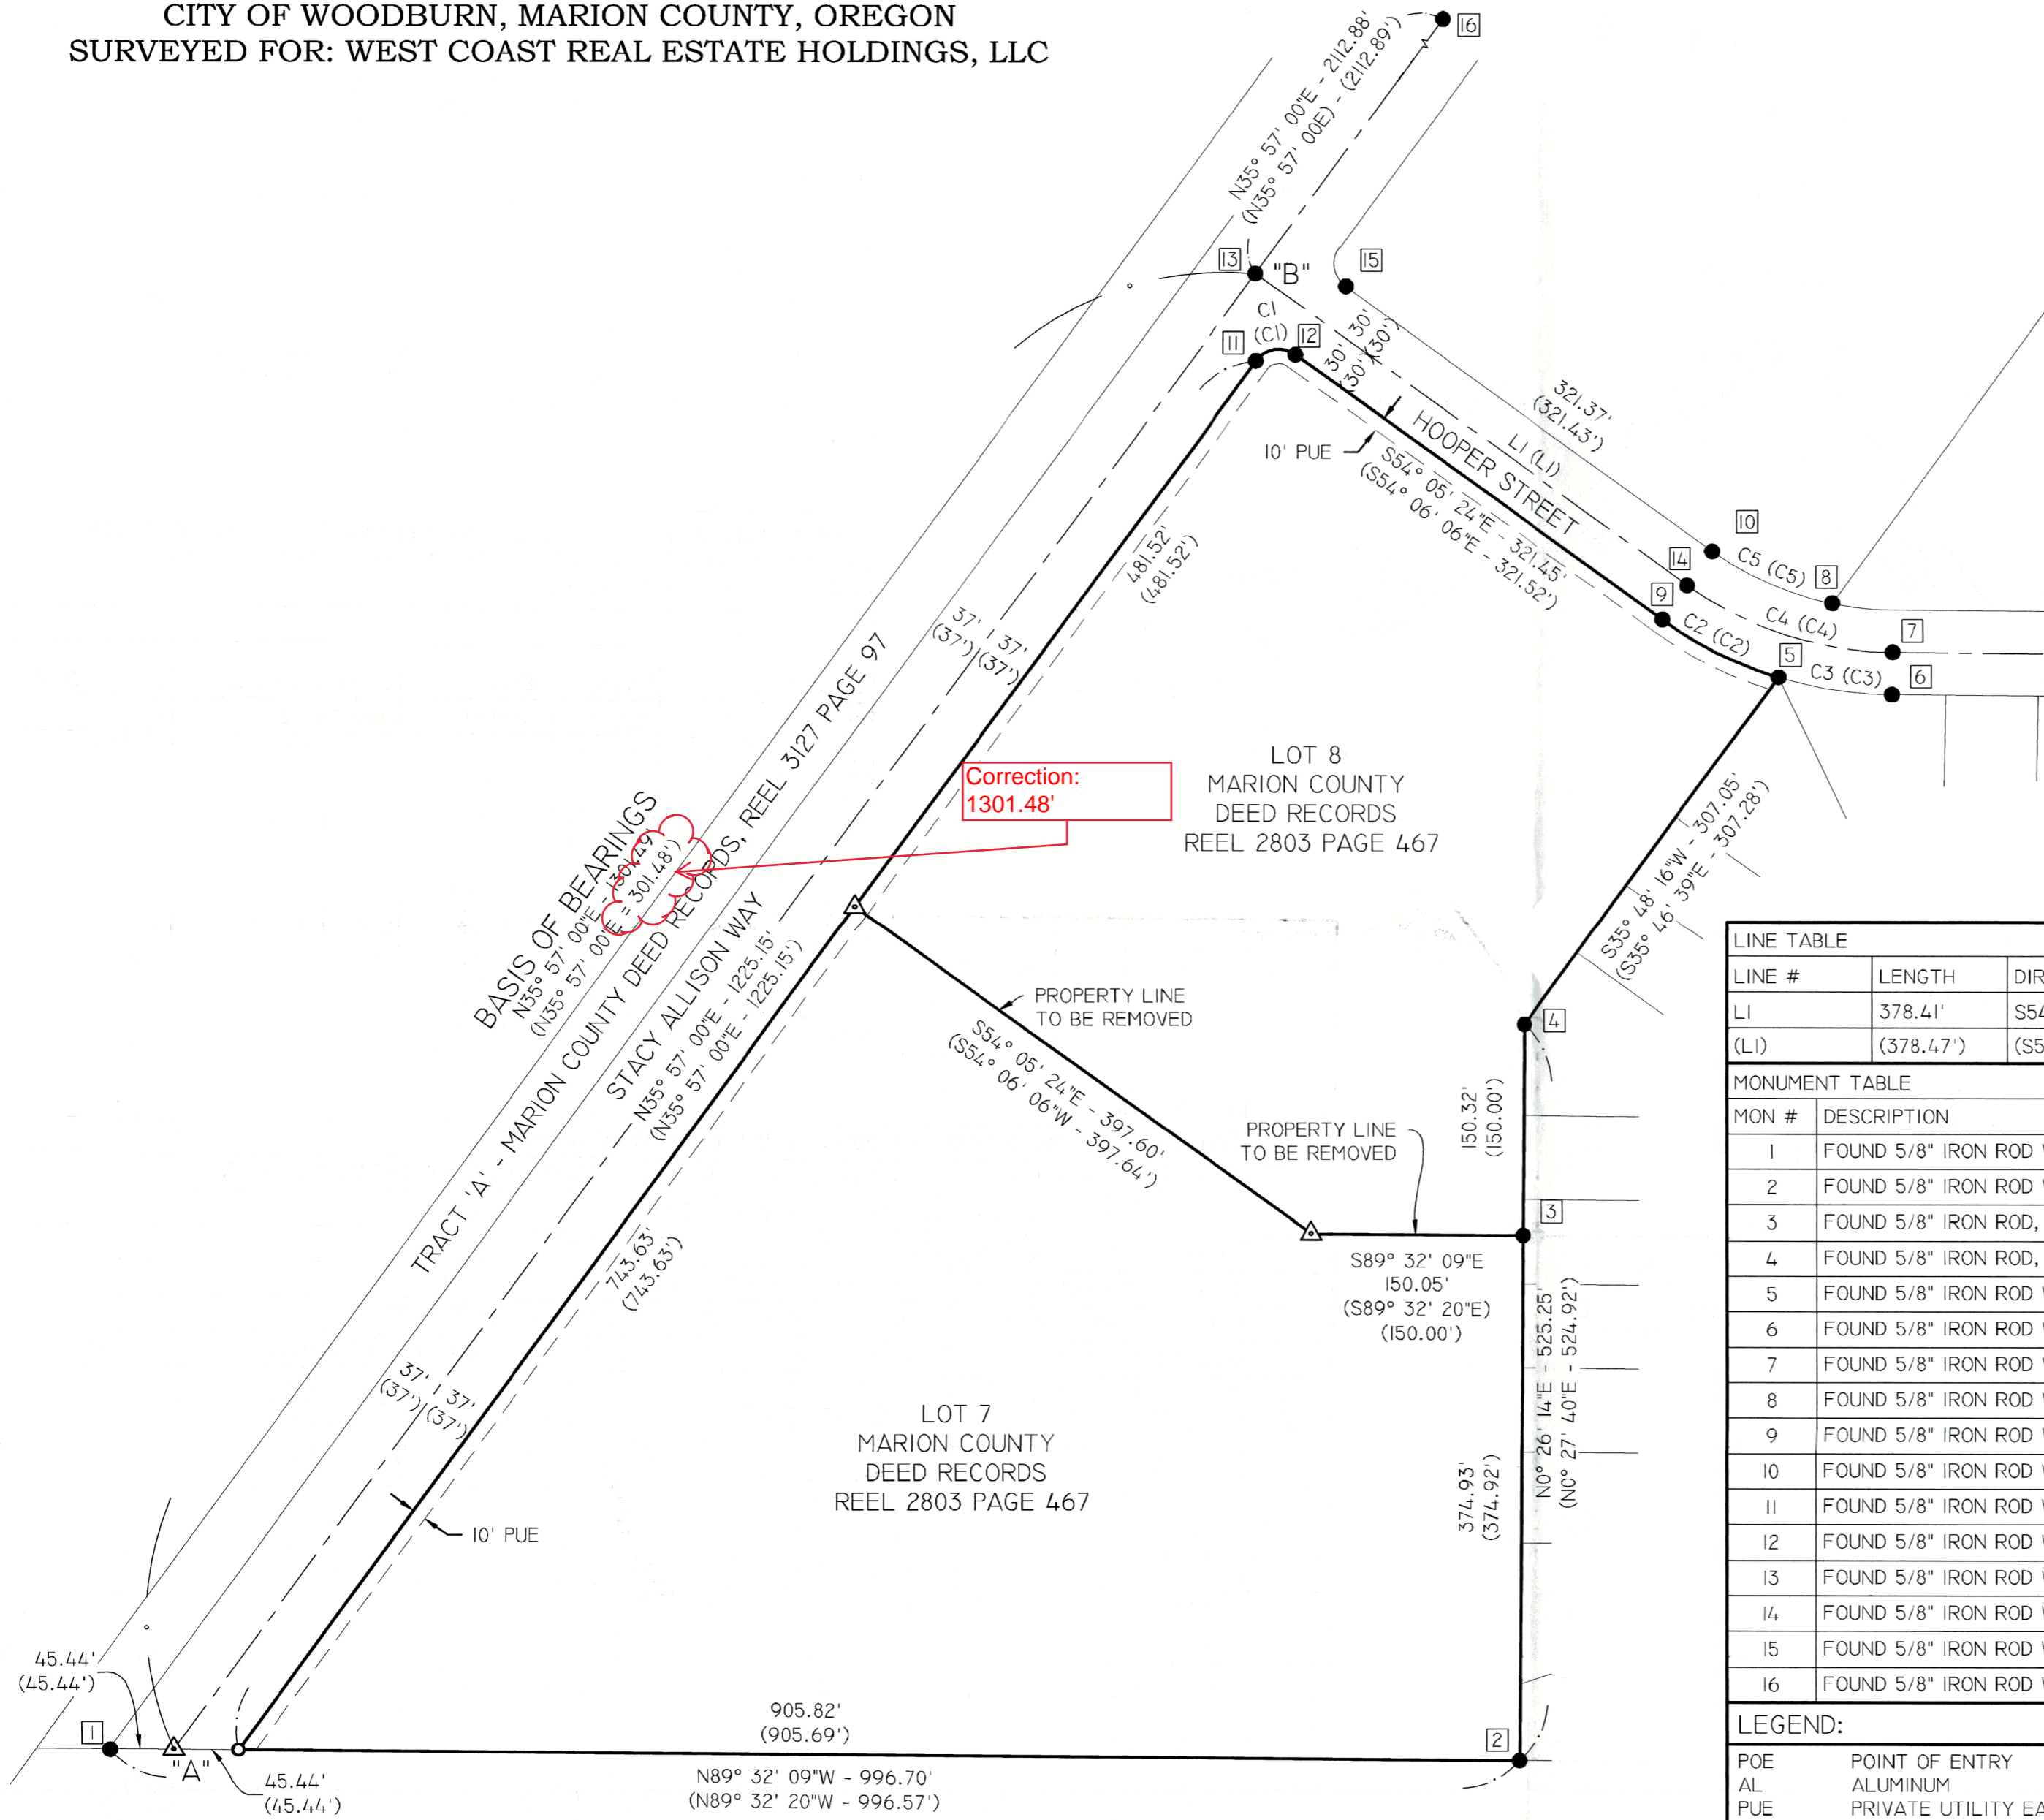 CITY OF WOODBURN, MARION COUNTY, OREGON
SURVEYED FOR: WEST COAST REAL ESTATE HOLDINGS, LLC
16
N35° 57' 00"E - 2112.88'
(N35° 57' 00E) - (2112.89')
13
"B"
15
C1
(C1)
11
12
30' 30'
(30') (30')
321.37'
(321.43')
HOOPER STREET
L1 (L1)
10' PUE
S54° 05' 24"E - 321.45'
(S54° 06' 06"E - 321.52')
10
14
C5 (C5)
8
9
C4 (C4)
C2 (C2)
7
5
C3 (C3)
6
481.52'
(481.52')
37' 37'
(37') (37')
LOT 8
MARION COUNTY
DEED RECORDS
REEL 2803 PAGE 467
Correction:
1301.48'
BASIS OF BEARINGS
N35° 57' 00"E - 1301.49'
(N35° 57' 00"E = 301.48')
TRACT 'A' - MARION COUNTY DEED RECORDS, REEL 3127 PAGE 97
STACY ALLISON WAY
N35° 57' 00"E - 1225.15'
(N35° 57' 00"E - 1225.15')
S35° 48' 16"W - 307.05'
(S35° 46' 39"E - 307.28')
PROPERTY LINE
TO BE REMOVED
S54° 05' 24"E - 397.60'
(S54° 06' 06"W - 397.64')
4
150.32'
(150.00')
PROPERTY LINE
TO BE REMOVED
3
S89° 32' 09"E
150.05'
(S89° 32' 20"E)
(150.00')
743.63'
(743.63')
N0° 26' 14"E - 525.25'
(N0° 27' 40"E - 524.92')
37' 37'
(37') (37')
LOT 7
MARION COUNTY
DEED RECORDS
REEL 2803 PAGE 467
374.93'
(374.92')
10' PUE
45.44'
(45.44')
1
"A"
45.44'
(45.44')
905.82'
(905.69')
2
N89° 32' 09"W - 996.70'
(N89° 32' 20"W - 996.57')
LINE TABLE
LINE # LENGTH DIR
L1 378.41' S54
(L1) (378.47') (S5
MONUMENT TABLE
MON # DESCRIPTION
1 FOUND 5/8" IRON ROD
2 FOUND 5/8" IRON ROD
3 FOUND 5/8" IRON ROD,
4 FOUND 5/8" IRON ROD,
5 FOUND 5/8" IRON ROD
6 FOUND 5/8" IRON ROD
7 FOUND 5/8" IRON ROD
8 FOUND 5/8" IRON ROD
9 FOUND 5/8" IRON ROD
10 FOUND 5/8" IRON ROD
11 FOUND 5/8" IRON ROD
12 FOUND 5/8" IRON ROD
13 FOUND 5/8" IRON ROD
14 FOUND 5/8" IRON ROD
15 FOUND 5/8" IRON ROD
16 FOUND 5/8" IRON ROD
LEGEND:
POE POINT OF ENTRY
AL ALUMINUM
PUE PRIVATE UTILITY EA